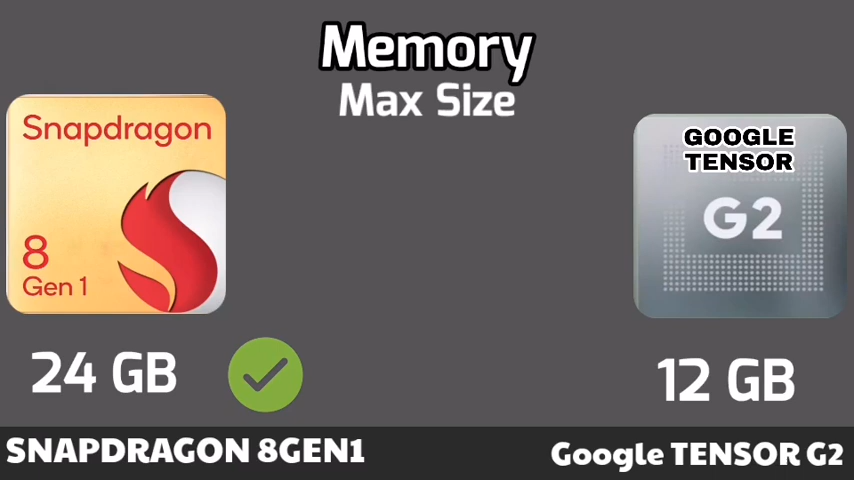 Memory
Max Size
Snapdragon
8
Gen 1
GOOGLE
TENSOR
G2
24 GB
12 GB
SNAPDRAGON 8GEN1
Google TENSOR G2